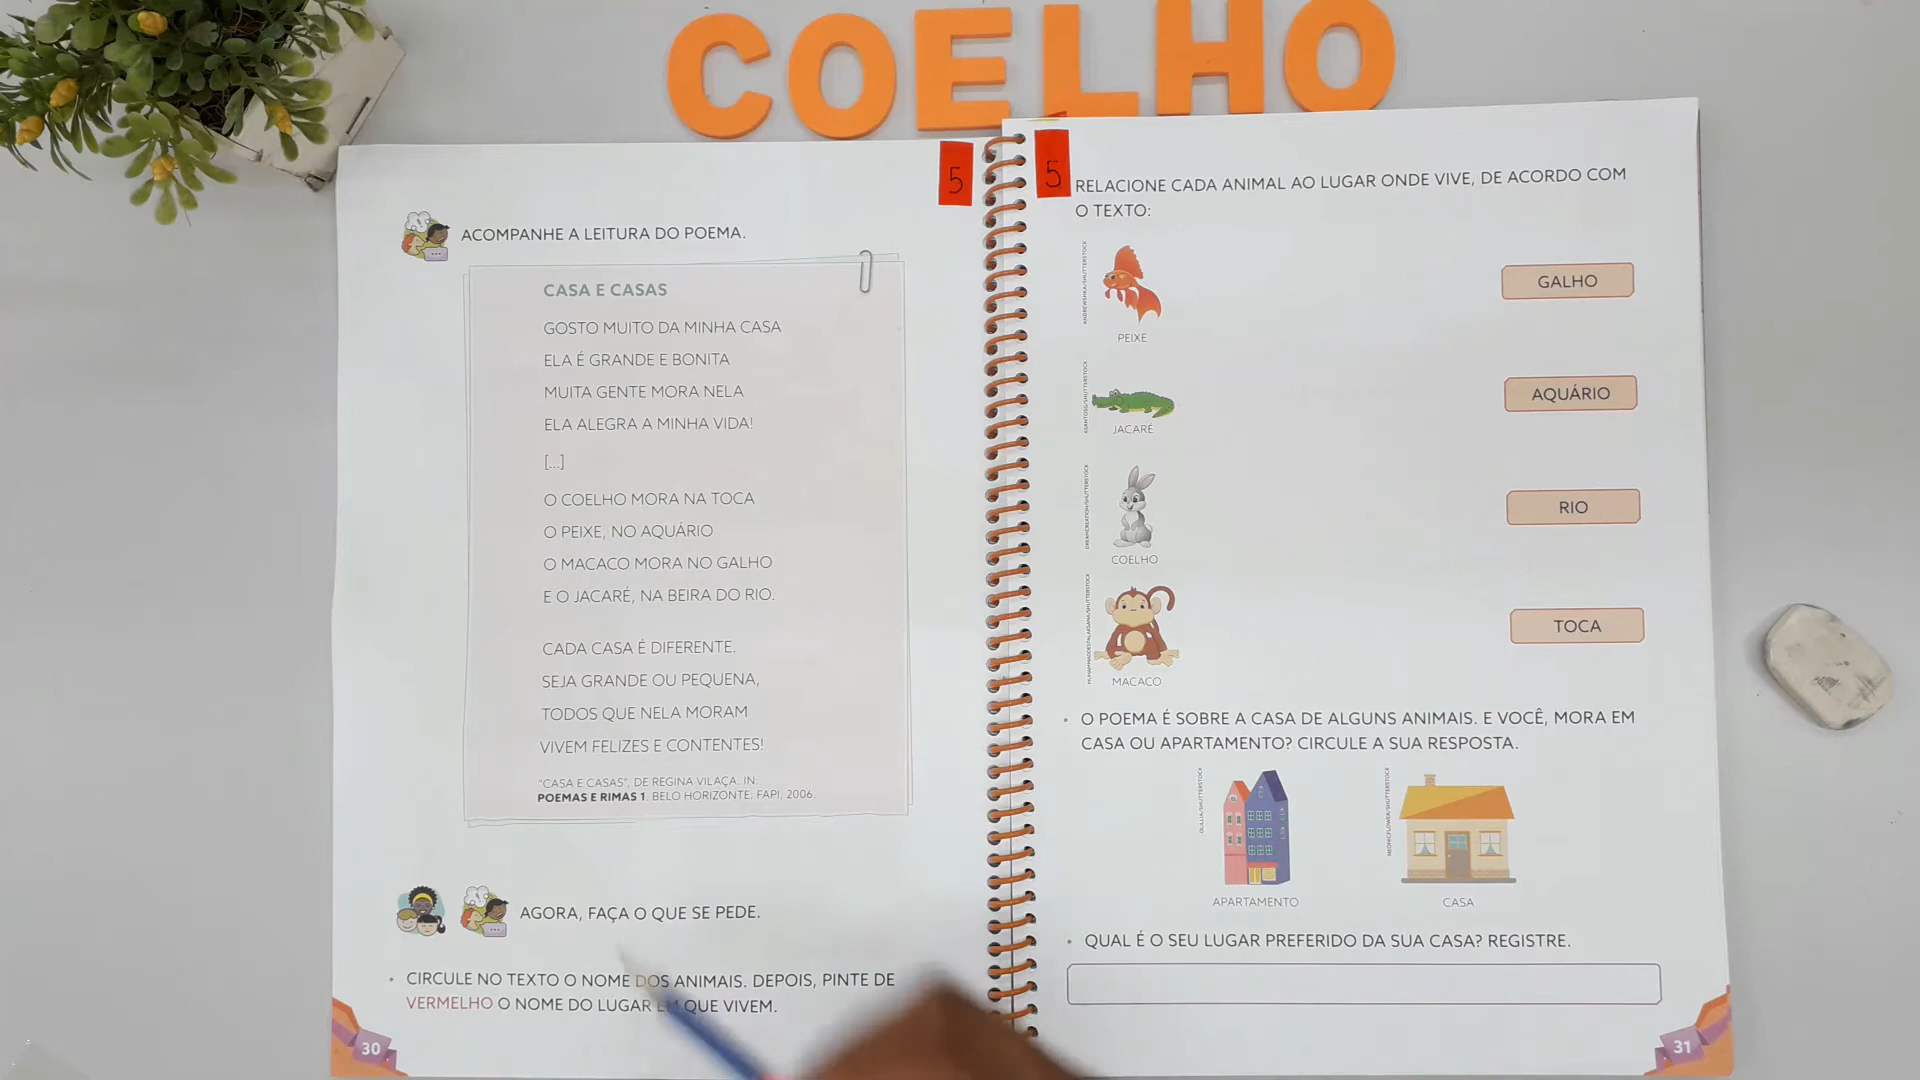 COELHO
5
ACOMPANHE A LEITURA DO POEMA.
CASA E CASAS
GOSTO MUITO DA MINHA CASA
ELA É GRANDE E BONITA
MUITA GENTE MORA NELA
ELA ALEGRA A MINHA VIDA!
[...]
O COELHO MORA NA TOCA
O PEIXE, NO AQUÁRIO
O MACACO MORA NO GALHO
E O JACARÉ, NA BEIRA DO RIO.
CADA CASA É DIFERENTE.
SEJA GRANDE OU PEQUENA,
TODOS QUE NELA MORAM
VIVEM FELIZES E CONTENTES!
"CASA E CASAS", DE REGINA VILAÇA. IN:
POEMAS E RIMAS 1. BELO HORIZONTE: FAPI, 2006.
AGORA, FAÇA O QUE SE PEDE.
• CIRCULE NO TEXTO O NOME DOS ANIMAIS. DEPOIS, PINTE DE
VERMELHO O NOME DO LUGAR EM QUE VIVEM.
30
5
RELACIONE CADA ANIMAL AO LUGAR ONDE VIVE, DE ACORDO COM
O TEXTO:
PEIXE
GALHO
JACARÉ
AQUÁRIO
COELHO
RIO
MACACO
TOCA
• O POEMA É SOBRE A CASA DE ALGUNS ANIMAIS. E VOCÊ, MORA EM
CASA OU APARTAMENTO? CIRCULE A SUA RESPOSTA.
APARTAMENTO
CASA
• QUAL É O SEU LUGAR PREFERIDO DA SUA CASA? REGISTRE.
31